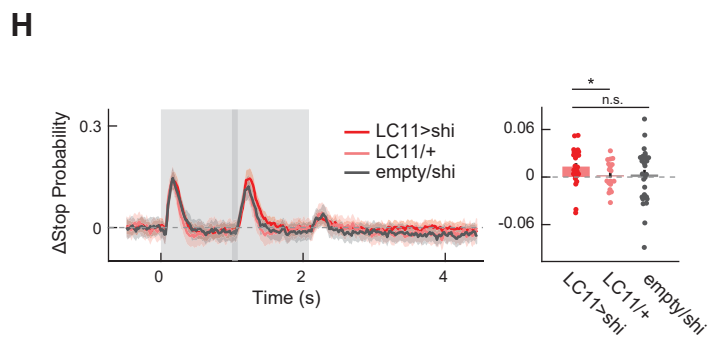 H
ΔStop Probability
0.3
0
0
2
4
Time (s)
LC11>shi
LC11/+
empty/shi
*
n.s.
0.06
0
-0.06
LC11>shi
LC11/+
empty/shi